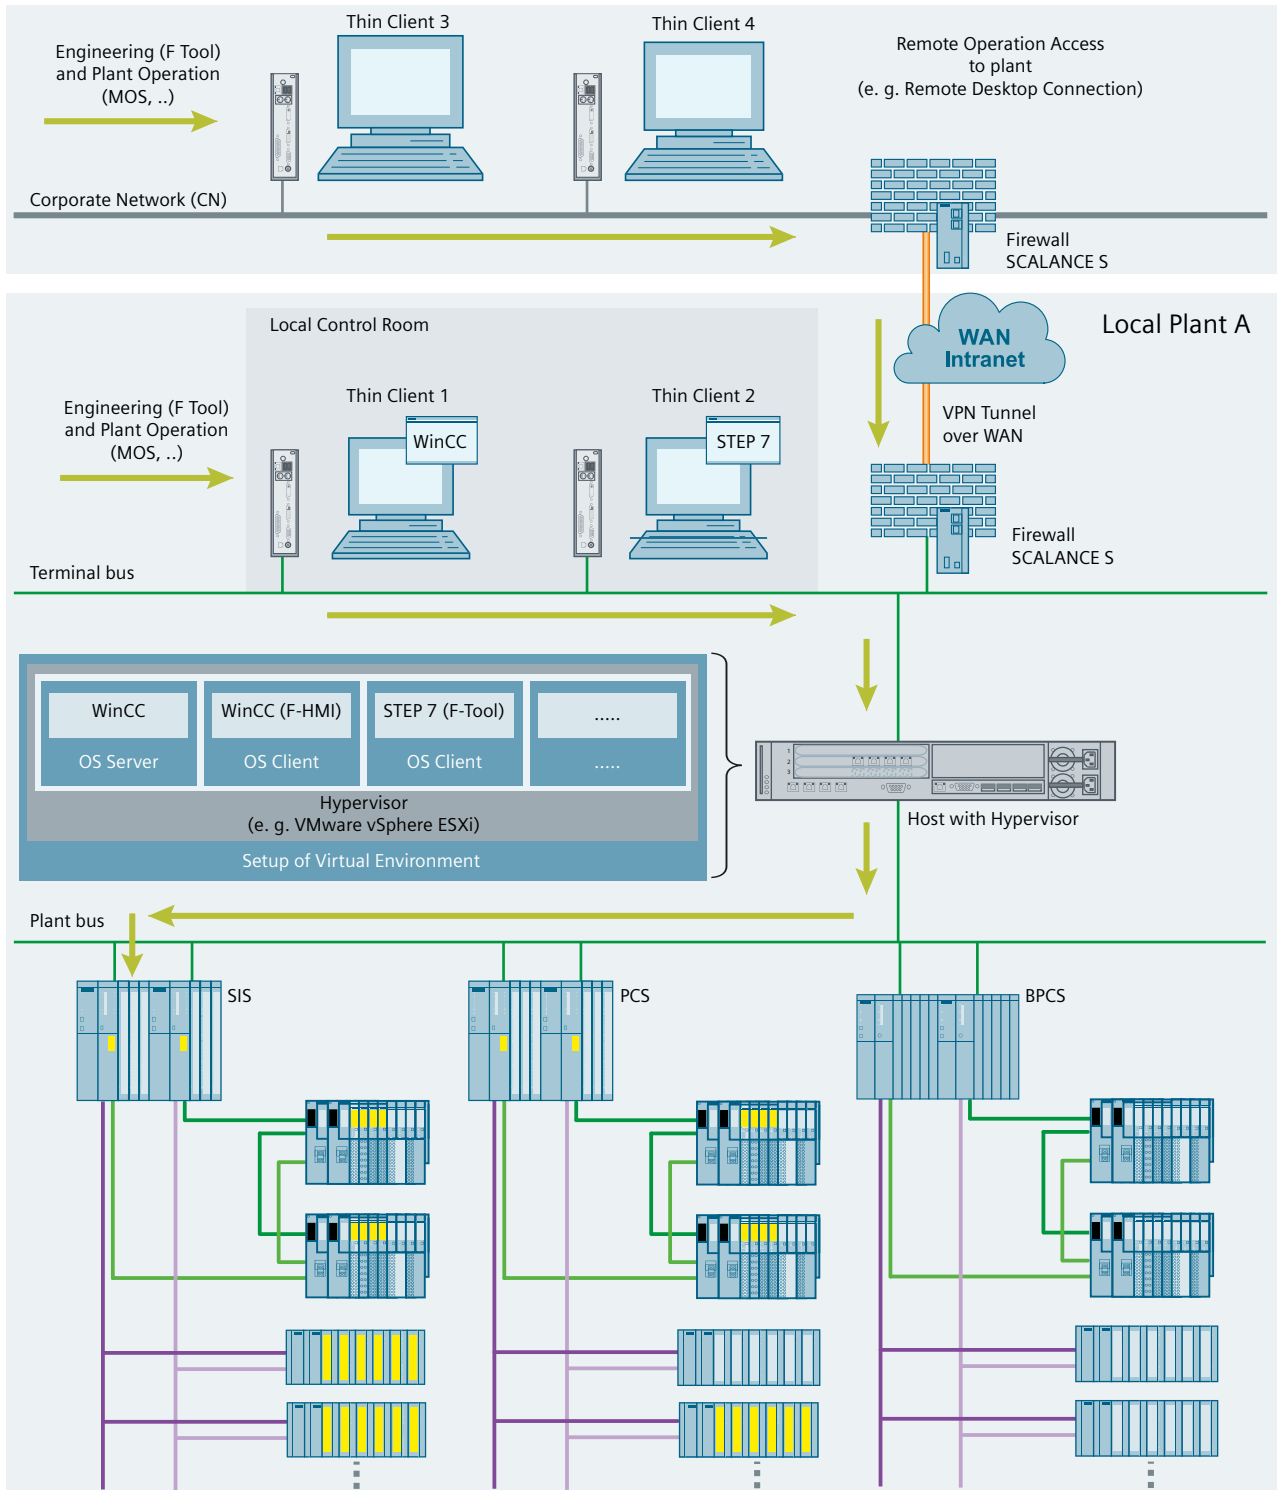 Thin Client 3
Thin Client 4
Engineering (F Tool)
and Plant Operation
(MOS, ..)
Remote Operation Access
to plant
(e. g. Remote Desktop Connection)
Corporate Network (CN)
Firewall
SCALANCE S
Local Control Room
WAN
Intranet
Local Plant A
Thin Client 1
Thin Client 2
Engineering (F Tool)
and Plant Operation
(MOS, ..)
WinCC
STEP 7
VPN Tunnel
over WAN
Firewall
SCALANCE S
Terminal bus
WinCC
WinCC (F-HMI)
STEP 7 (F-Tool)
.....
OS Server
OS Client
OS Client
.....
Hypervisor
(e. g. VMware vSphere ESXi)
Setup of Virtual Environment
1
2
3
Host with Hypervisor
Plant bus
SIS
PCS
BPCS